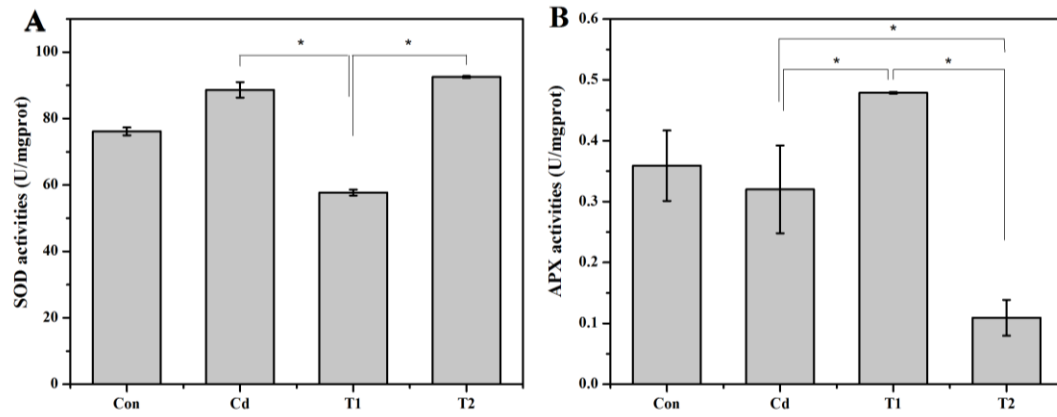 A
SOD activities (U/mgprot)
100
80
60
40
20
0
* *
Con Cd T1 T2
B
APX activities (U/mgprot)
0.6
0.5
0.4
0.3
0.2
0.1
0.0
*
* *
Con Cd T1 T2